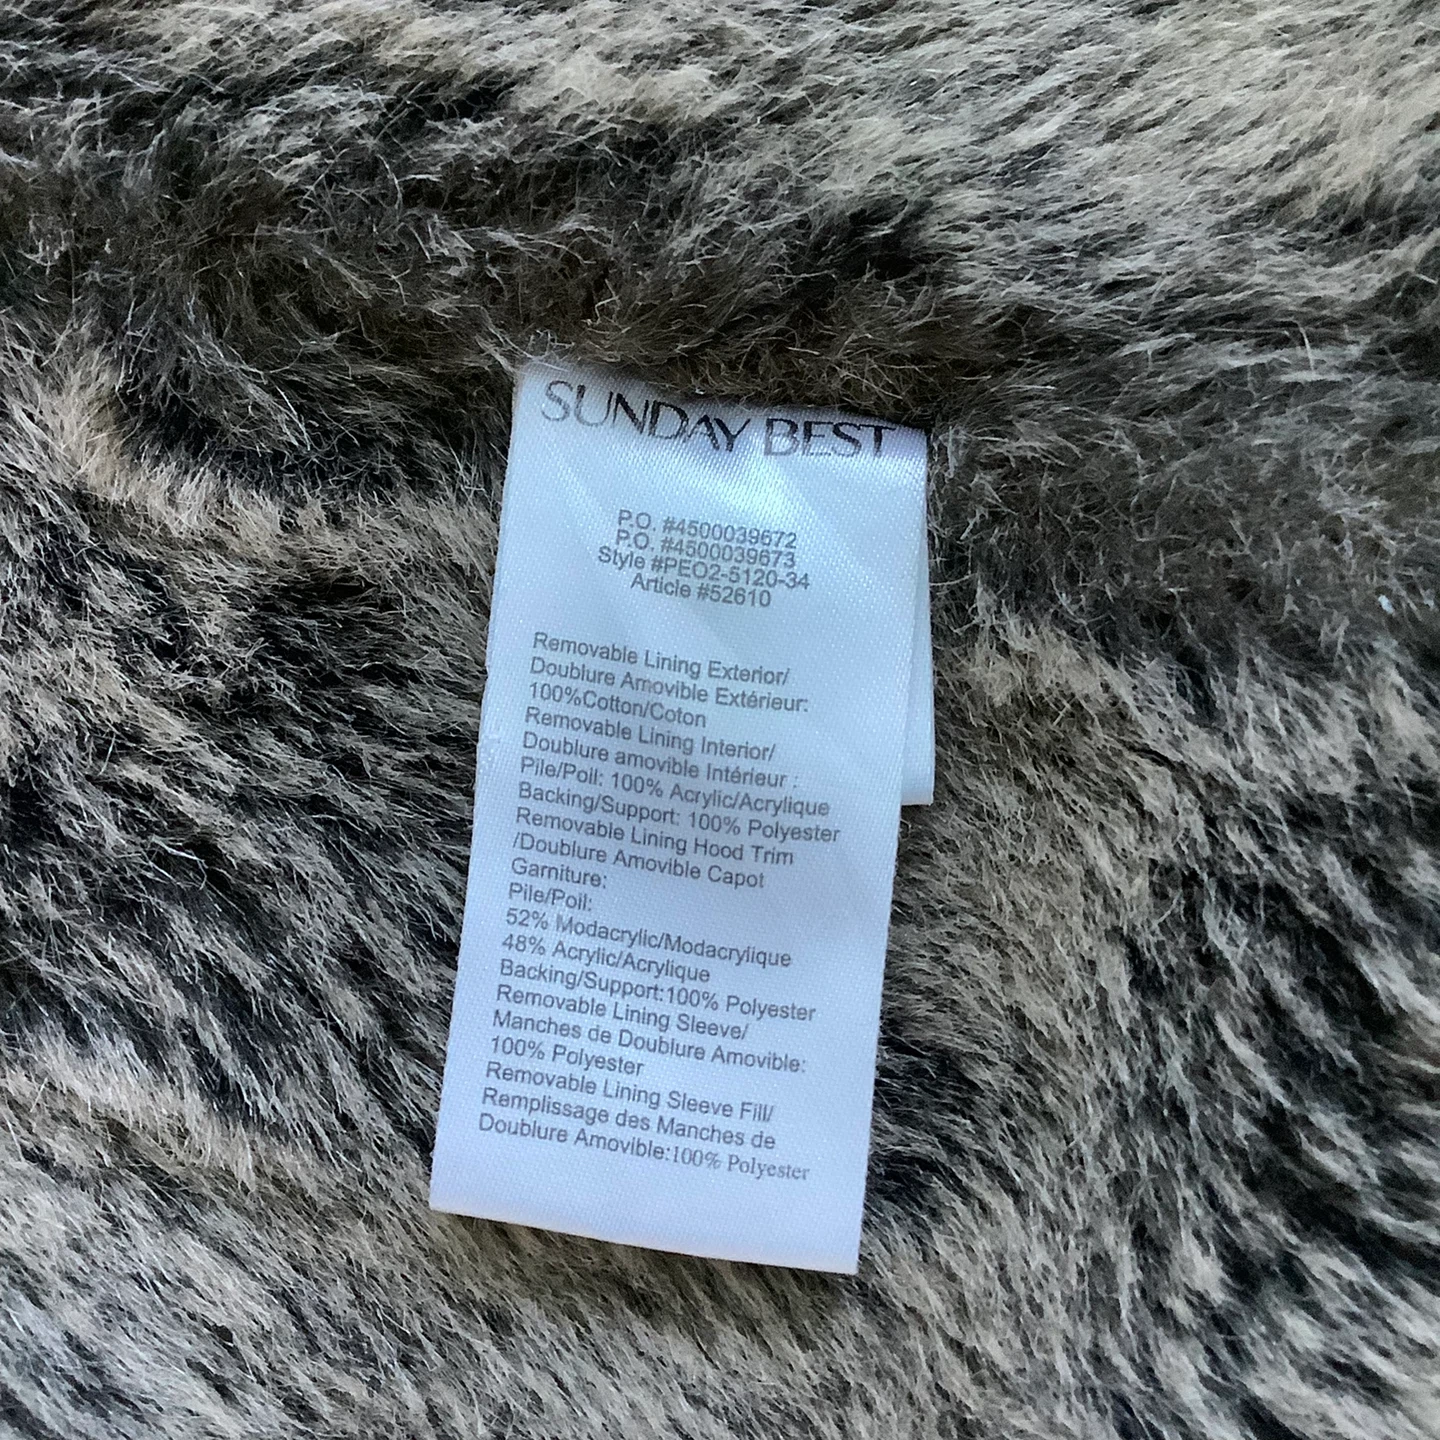 SUNDAY BEST
P.O. #4500039672
P.O. #4500039673
Style #PEO2-5120-34
Article #52610
Removable Lining Exterior/
Doublure Amovible Extérieur:
100%Cotton/Coton
Removable Lining Interior/
Doublure amovible Intérieur :
Pile/Poil: 100% Acrylic/Acrylique
Backing/Support: 100% Polyester
Removable Lining Hood Trim
/Doublure Amovible Capot
Garniture:
Pile/Poil:
52% Modacrylic/Modacrylique
48% Acrylic/Acrylique
Backing/Support:100% Polyester
Removable Lining Sleeve/
Manches de Doublure Amovible:
100% Polyester
Removable Lining Sleeve Fill/
Remplissage des Manches de
Doublure Amovible:100% Polyester